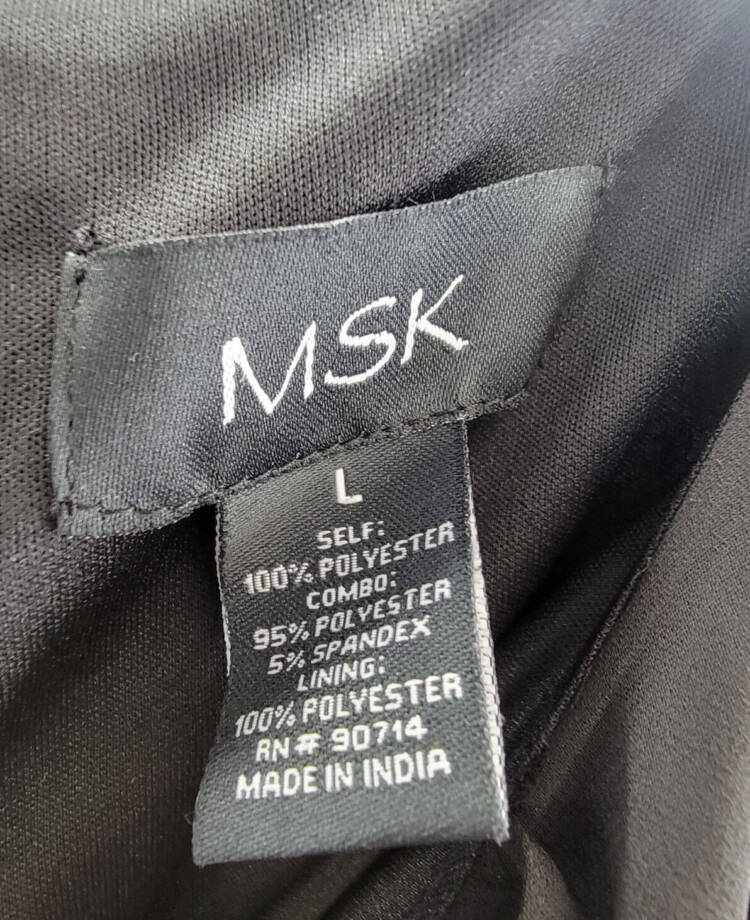 MSK
L
SELF:
100% POLYESTER
COMBO:
95% POLYESTER
5% SPANDEX
LINING:
100% POLYESTER
RN# 90714
MADE IN INDIA